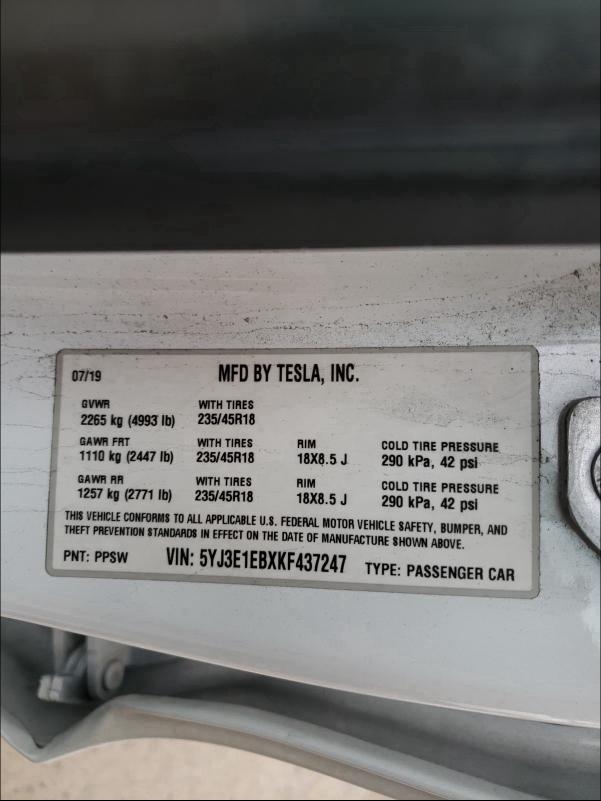 07/19 MFD BY TESLA, INC.
GVWR WITH TIRES
2265 kg (4993 lb) 235/45R18
GAWR FRT WITH TIRES RIM COLD TIRE PRESSURE
1110 kg (2447 lb) 235/45R18 18X8.5 J 290 kPa, 42 psi
GAWR RR WITH TIRES RIM COLD TIRE PRESSURE
1257 kg (2771 lb) 235/45R18 18X8.5 J 290 kPa, 42 psi
THIS VEHICLE CONFORMS TO ALL APPLICABLE U.S. FEDERAL MOTOR VEHICLE SAFETY, BUMPER, AND
THEFT PREVENTION STANDARDS IN EFFECT ON THE DATE OF MANUFACTURE SHOWN ABOVE.
PNT: PPSW VIN: 5YJ3E1EBXKF437247 TYPE: PASSENGER CAR